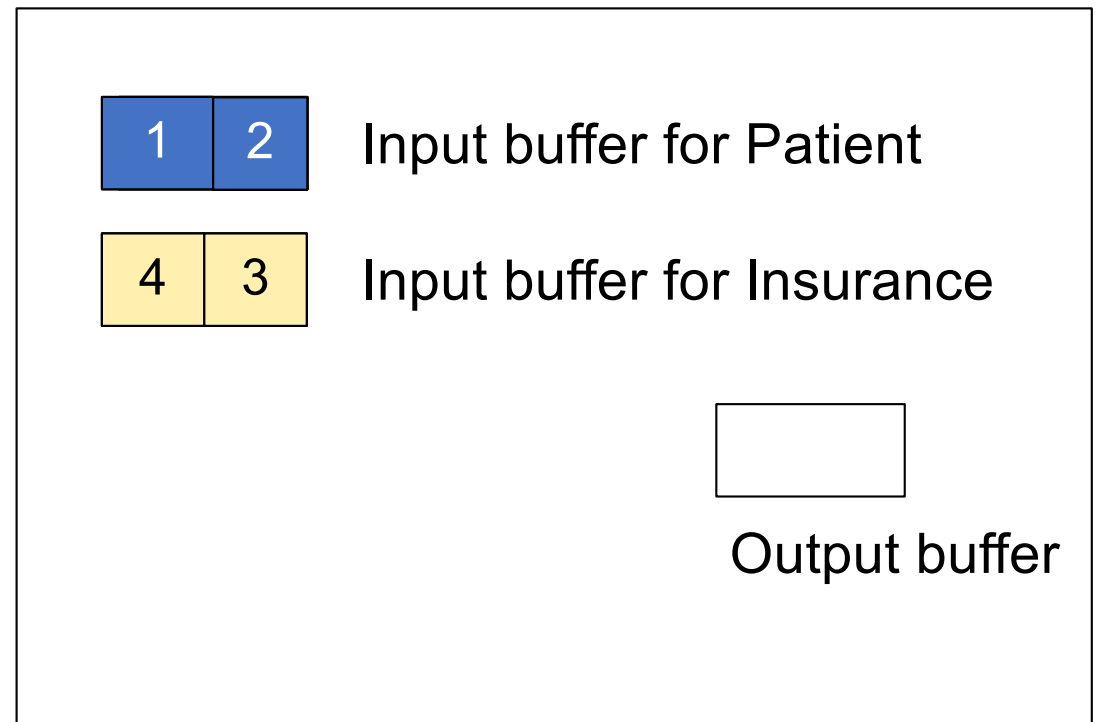 1 2 Input buffer for Patient
4 3 Input buffer for Insurance
Output buffer